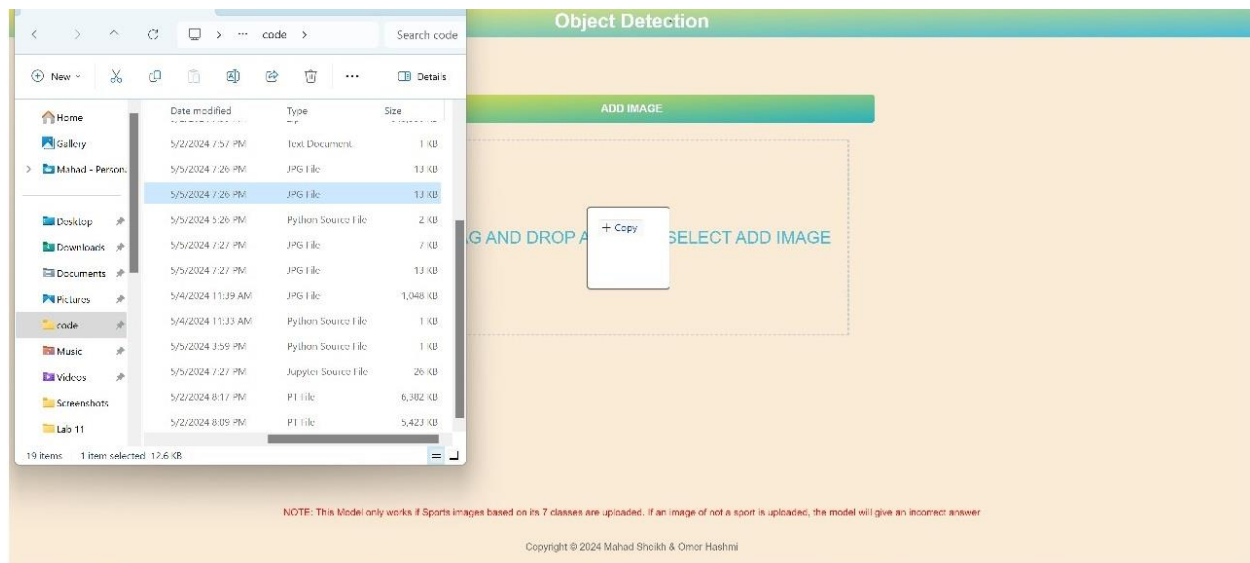 Object Detection
code
Search code
New
Details
Date modified Type Size
Home
Gallery
5/2/2024 7:57 PM Text Document 1 KB
Mahad - Person
5/5/2024 7:26 PM JPG File 13 KB
5/5/2024 7:26 PM JPG File 13 KB
Desktop
5/5/2024 5:26 PM Python Source File 2 KB
Downloads
5/5/2024 7:27 PM JPG File 7 KB
Documents
5/5/2024 7:27 PM JPG File 13 KB
Pictures
5/4/2024 11:39 AM JPG File 1,048 KB
code
5/4/2024 11:33 AM Python Source File 1 KB
Music
5/5/2024 3:59 PM Python Source File 1 KB
Videos
5/5/2024 7:27 PM Jupyter Source File 26 KB
Screenshots
5/2/2024 8:17 PM PT File 6,382 KB
Lab 11
5/2/2024 8:09 PM PT File 5,423 KB
19 items 1 item selected 12.6 KB
ADD IMAGE
AND DROP
SELECT ADD IMAGE
+ Copy
NOTE: This Model only works if Sports images based on its 7 classes are uploaded. If an image of not a sport is uploaded, the model will give an incorrect answer
Copyright © 2024 Mahad Sheikh & Omer Hashmi